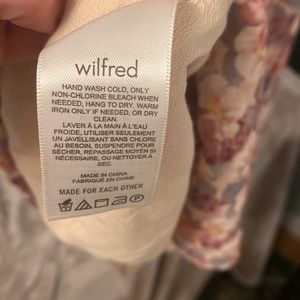 wilfred
HAND WASH COLD, ONLY
NON-CHLORINE BLEACH WHEN
NEEDED, HANG TO DRY, WARM
IRON ONLY IF NEEDED, OR DRY
CLEAN.
LAVER À LA MAIN À L'EAU
FROIDE, UTILISER SEULEMENT
UN JAVELLISANT SANS CHLORE
AU BESOIN, SUSPENDRE POUR
SÉCHER, REPASSAGE MOYEN SI
NÉCESSAIRE, OU NETTOYER À
SEC.
MADE IN CHINA
FABRIQUÉ EN CHINE
MADE FOR EACH OTHER.